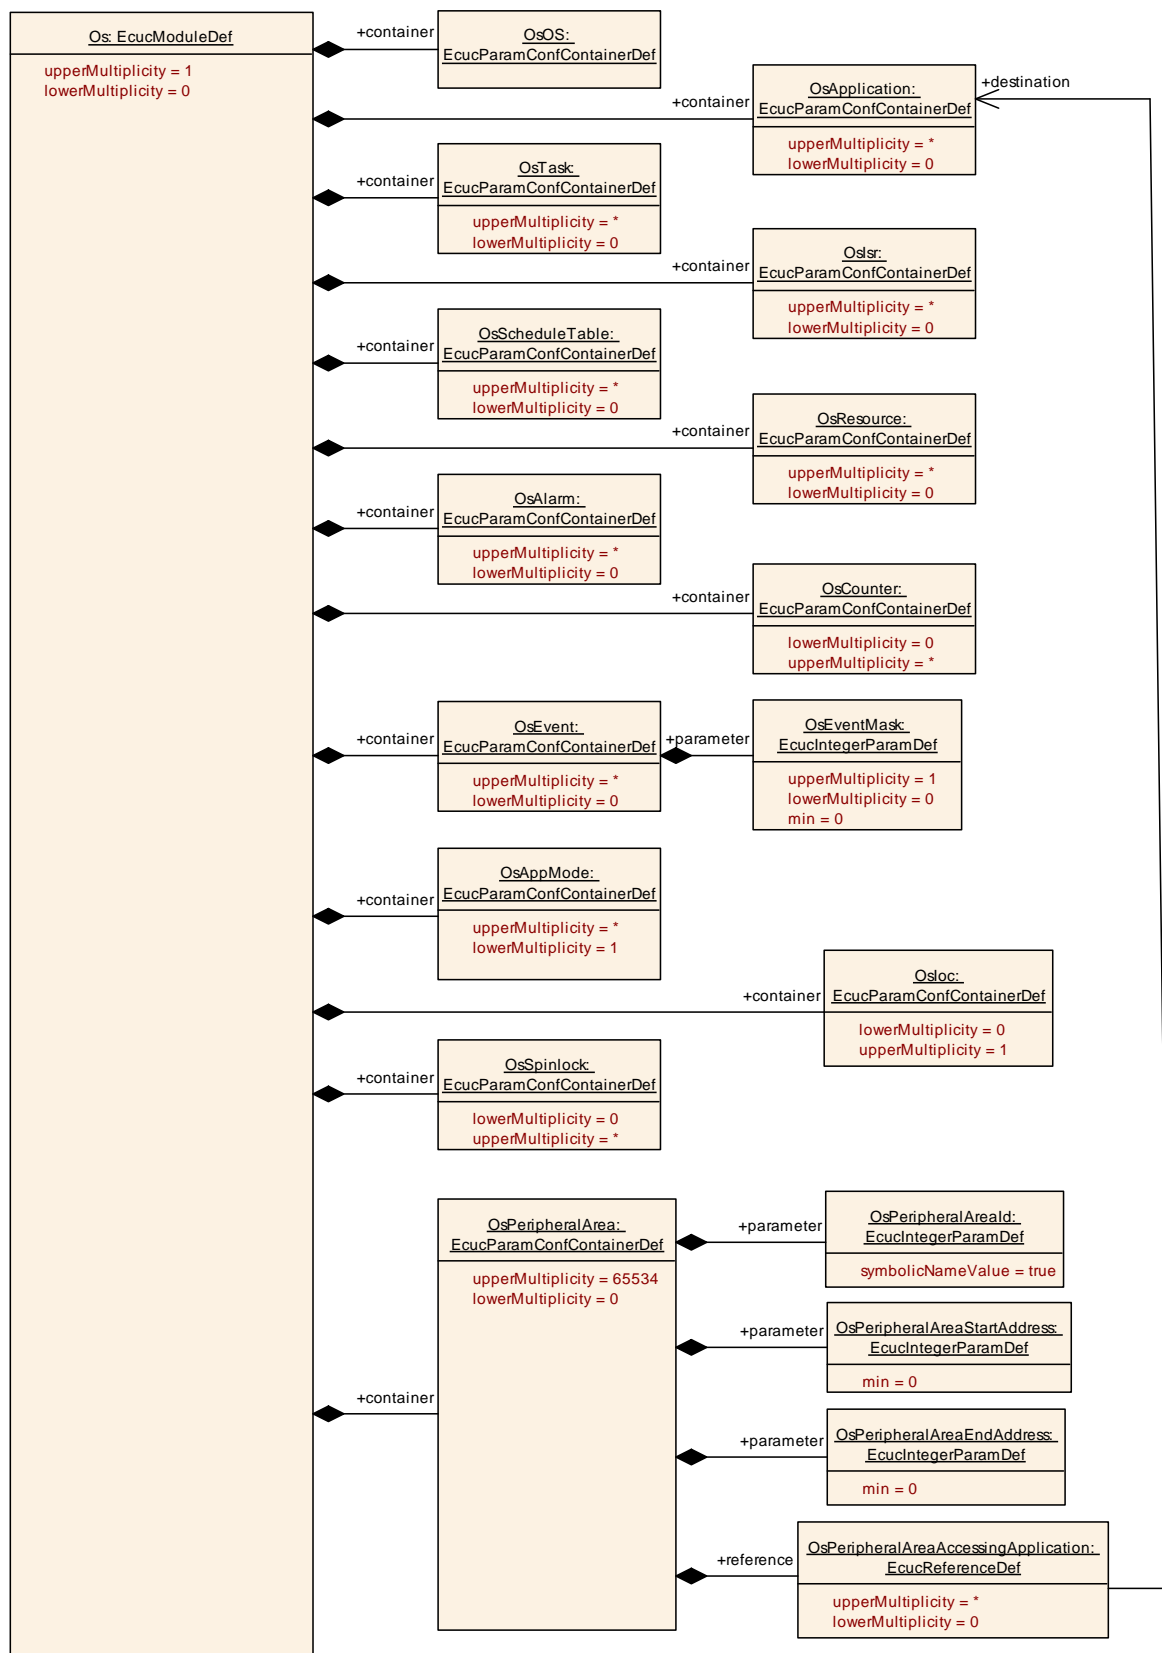 Os: EcucModuleDef
upperMultiplicity = 1
lowerMultiplicity = 0
+container
OsOS:
EcucParamConfContainerDef
+container
OsApplication:
EcucParamConfContainerDef
upperMultiplicity = *
lowerMultiplicity = 0
+destination
+container
OsTask:
EcucParamConfContainerDef
upperMultiplicity = *
lowerMultiplicity = 0
+container
OsIsr:
EcucParamConfContainerDef
upperMultiplicity = *
lowerMultiplicity = 0
+container
OsScheduleTable:
EcucParamConfContainerDef
upperMultiplicity = *
lowerMultiplicity = 0
+container
OsResource:
EcucParamConfContainerDef
upperMultiplicity = *
lowerMultiplicity = 0
+container
OsAlarm:
EcucParamConfContainerDef
upperMultiplicity = *
lowerMultiplicity = 0
+container
OsCounter:
EcucParamConfContainerDef
lowerMultiplicity = 0
upperMultiplicity = *
+container
OsEvent:
EcucParamConfContainerDef
upperMultiplicity = *
lowerMultiplicity = 0
+parameter
OsEventMask:
EcucIntegerParamDef
upperMultiplicity = 1
lowerMultiplicity = 0
min = 0
+container
OsAppMode:
EcucParamConfContainerDef
upperMultiplicity = *
lowerMultiplicity = 1
+container
OsIoc:
EcucParamConfContainerDef
lowerMultiplicity = 0
upperMultiplicity = 1
+container
OsSpinlock:
EcucParamConfContainerDef
lowerMultiplicity = 0
upperMultiplicity = *
+container
OsPeripheralArea:
EcucParamConfContainerDef
upperMultiplicity = 65534
lowerMultiplicity = 0
+parameter
OsPeripheralAreaId:
EcucIntegerParamDef
symbolicNameValue = true
+parameter
OsPeripheralAreaStartAddress:
EcucIntegerParamDef
min = 0
+parameter
OsPeripheralAreaEndAddress:
EcucIntegerParamDef
min = 0
+reference
OsPeripheralAreaAccessingApplication:
EcucReferenceDef
upperMultiplicity = *
lowerMultiplicity = 0